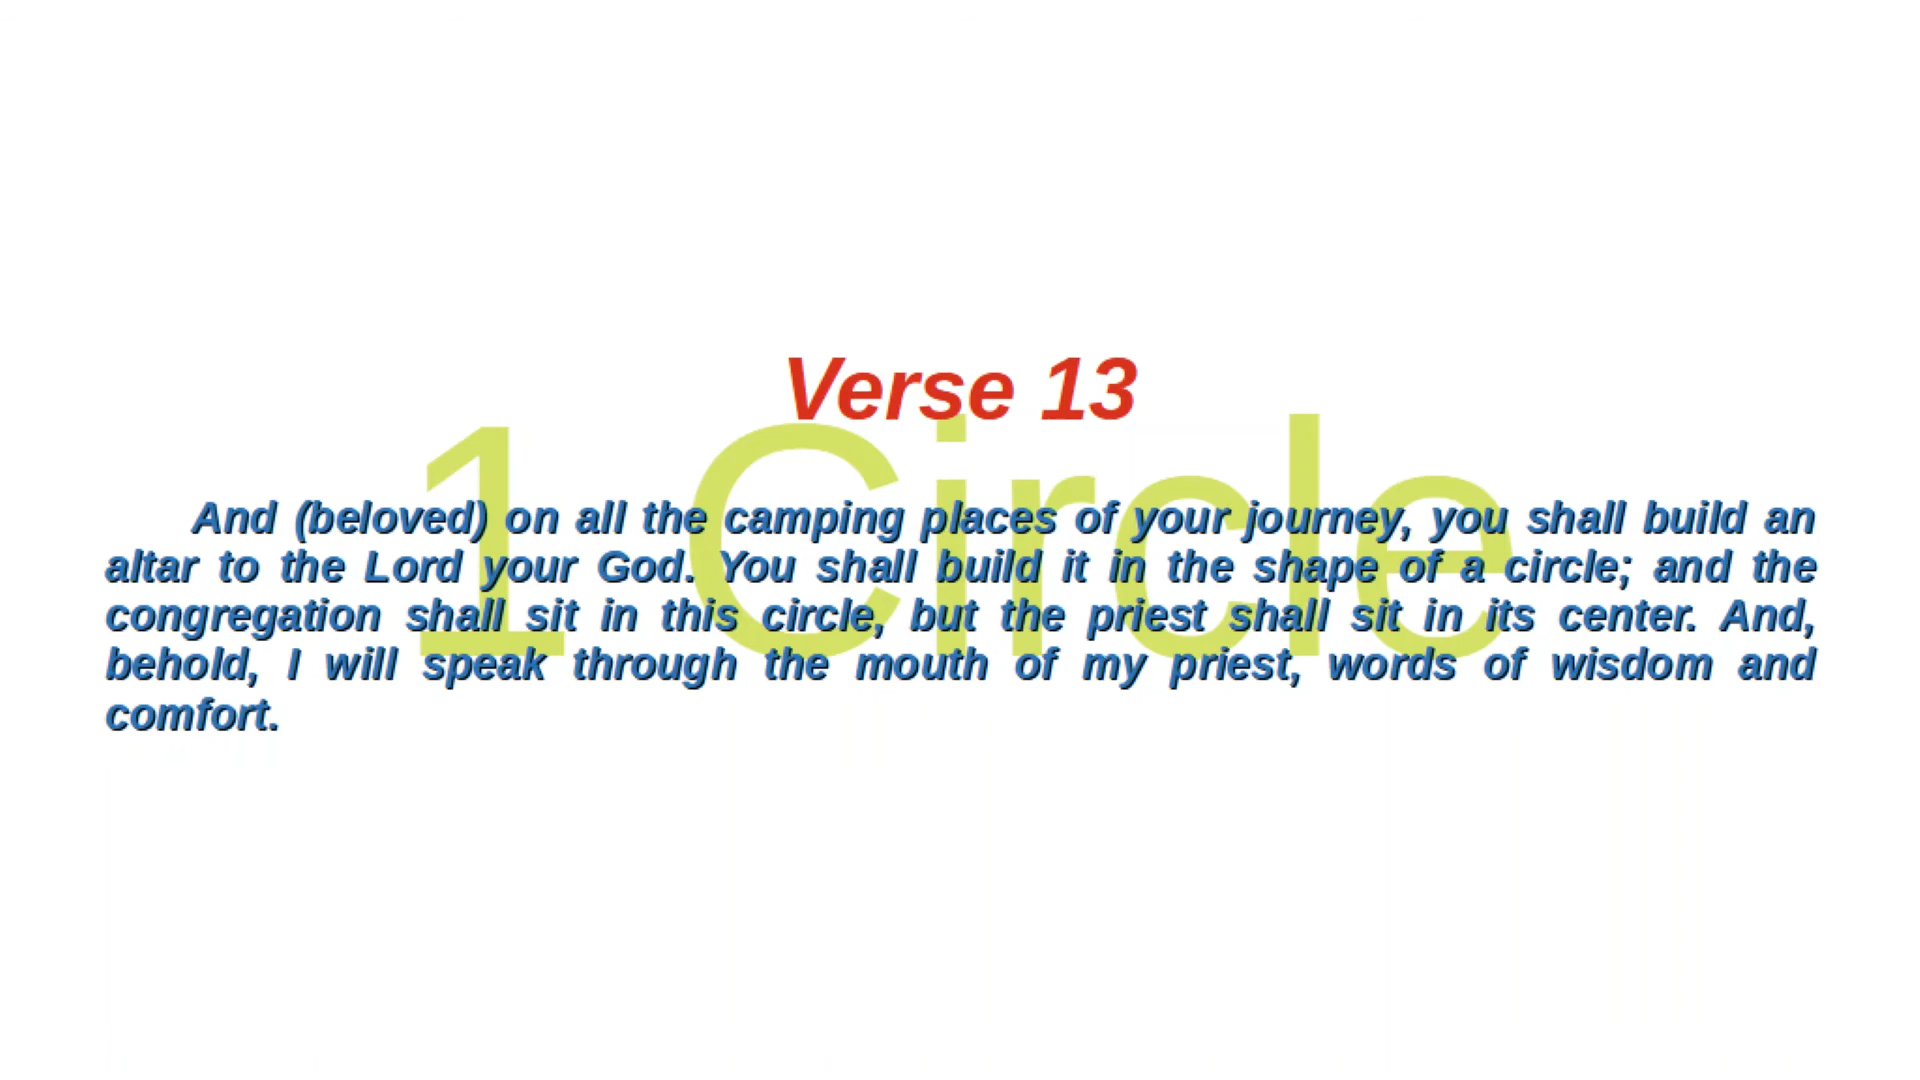 Verse 13
1 Circle
And (beloved) on all the camping places of your journey, you shall build an
altar to the Lord your God. You shall build it in the shape of a circle; and the
congregation shall sit in this circle, but the priest shall sit in its center. And,
behold, I will speak through the mouth of my priest, words of wisdom and
comfort.